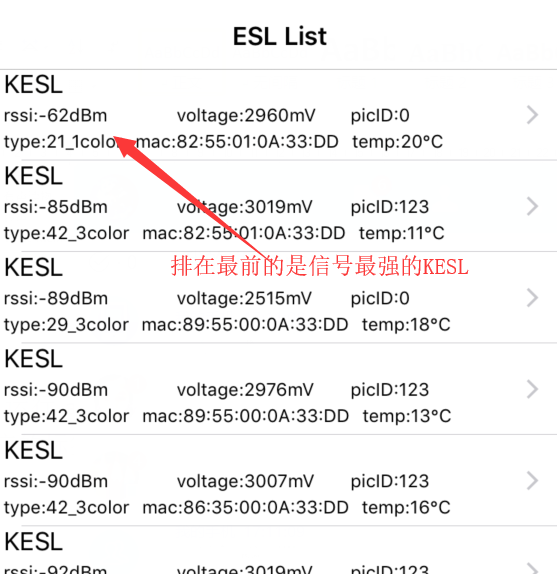 ESL List
KESL
rssi:-62dBm voltage:2960mV picID:0
type:21_1color mac:82:55:01:0A:33:DD temp:20°C
KESL
rssi:-85dBm voltage:3019mV picID:123
type:42_3color mac:82:55:01:0A:33:DD temp:11°C
KESL
排在最前的是信号最强的KESL
rssi:-89dBm voltage:2515mV picID:0
type:29_3color mac:89:55:00:0A:33:DD temp:18°C
KESL
rssi:-90dBm voltage:2976mV picID:123
type:42_3color mac:89:55:00:0A:33:DD temp:13°C
KESL
rssi:-90dBm voltage:3007mV picID:123
type:42_3color mac:86:35:00:0A:33:DD temp:16°C
KESL
rssi:-92dBm voltage:3019mV picID:123